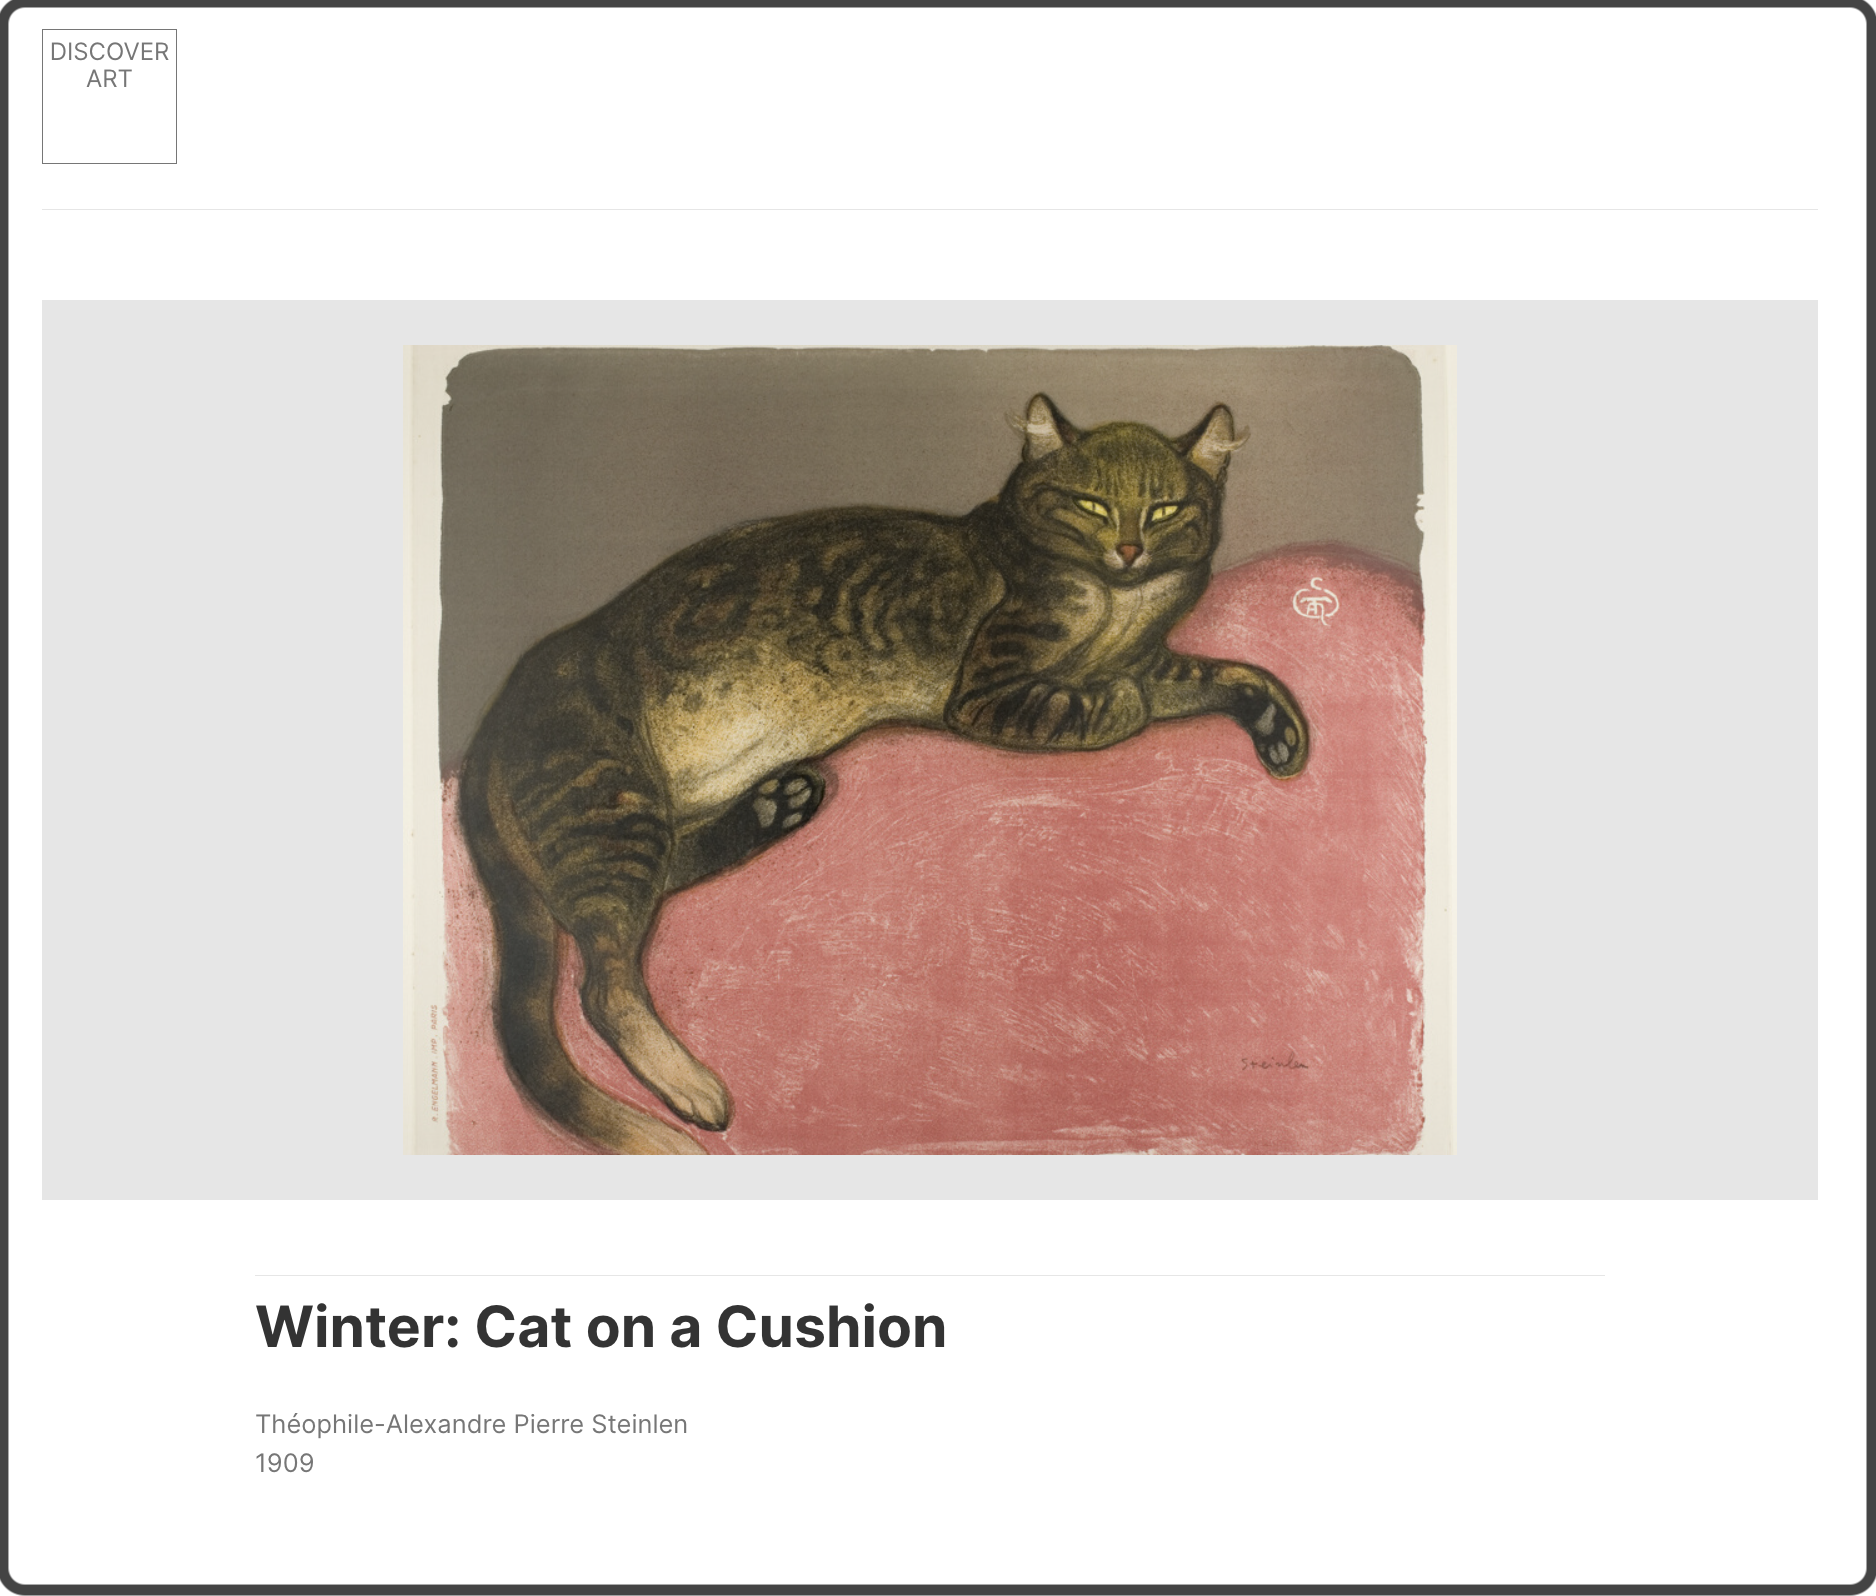 DISCOVER
ART
R. ENGELMANN . IMP . PARIS
Steinlen
Winter: Cat on a Cushion
Théophile-Alexandre Pierre Steinlen
1909